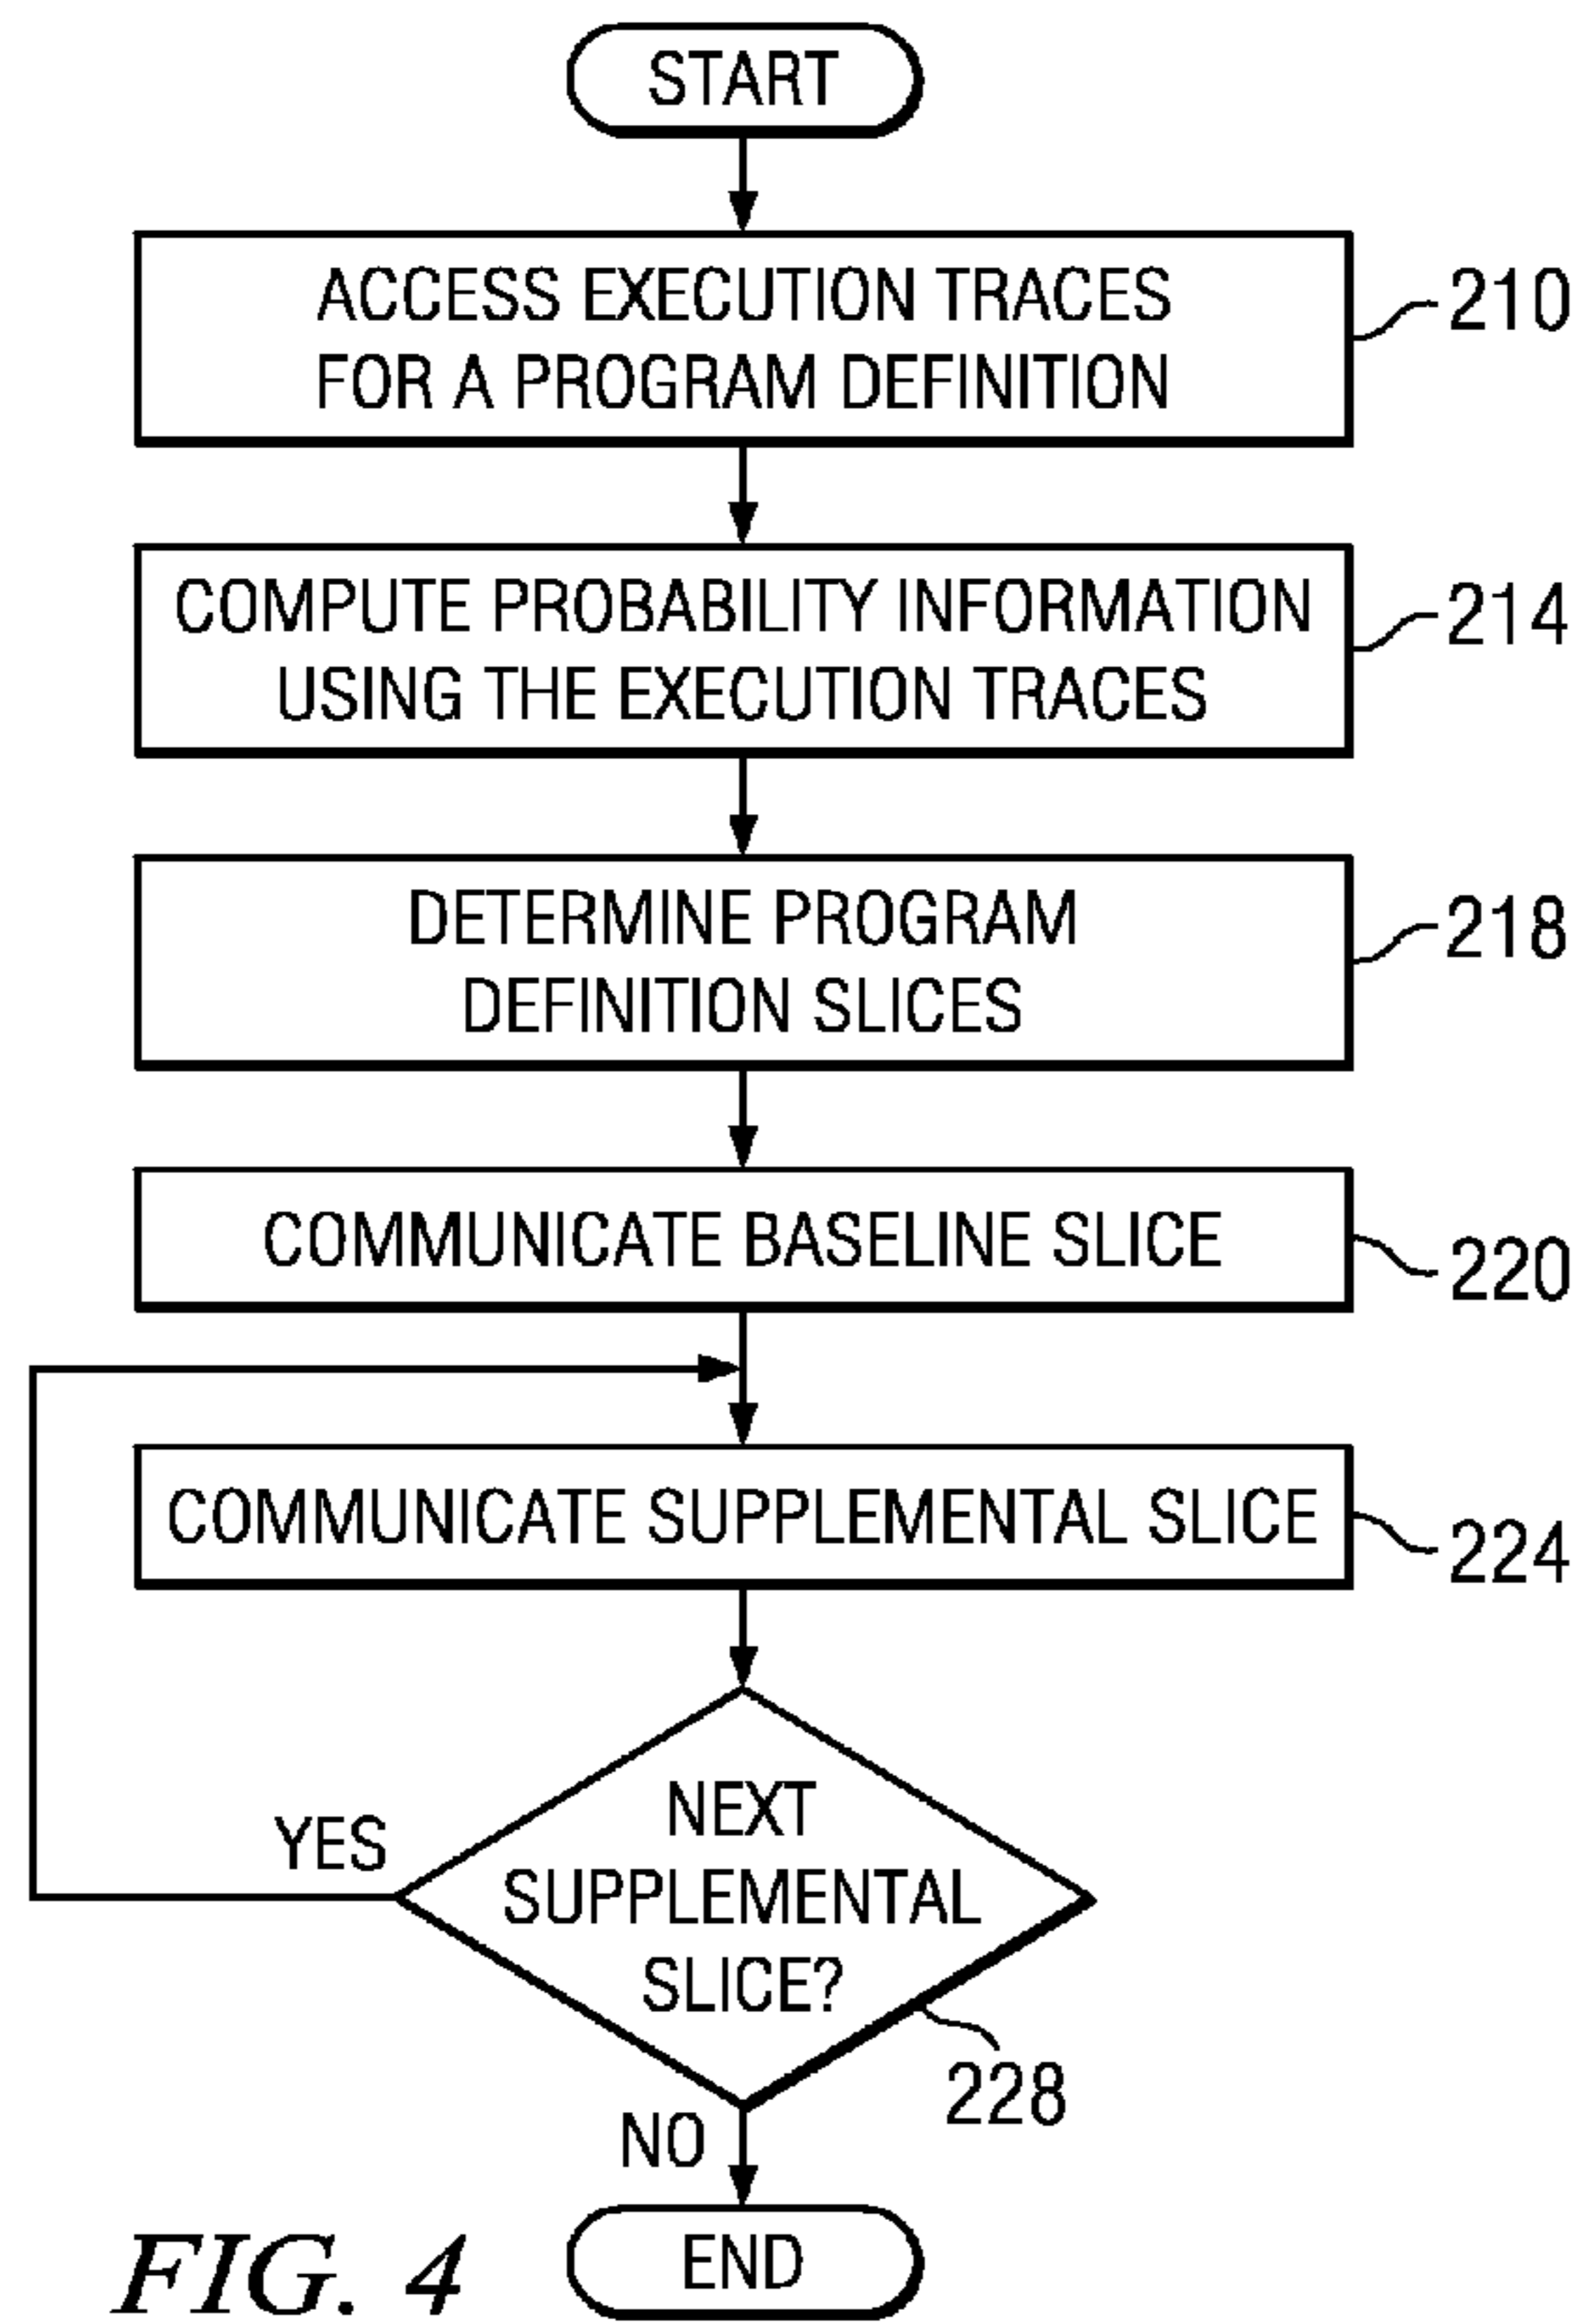 START
ACCESS EXECUTION TRACES
FOR A PROGRAM DEFINITION
210
COMPUTE PROBABILITY INFORMATION
USING THE EXECUTION TRACES
214
DETERMINE PROGRAM
DEFINITION SLICES
218
COMMUNICATE BASELINE SLICE
220
COMMUNICATE SUPPLEMENTAL SLICE
224
NEXT
SUPPLEMENTAL
SLICE?
YES
228
NO
END
FIG. 4